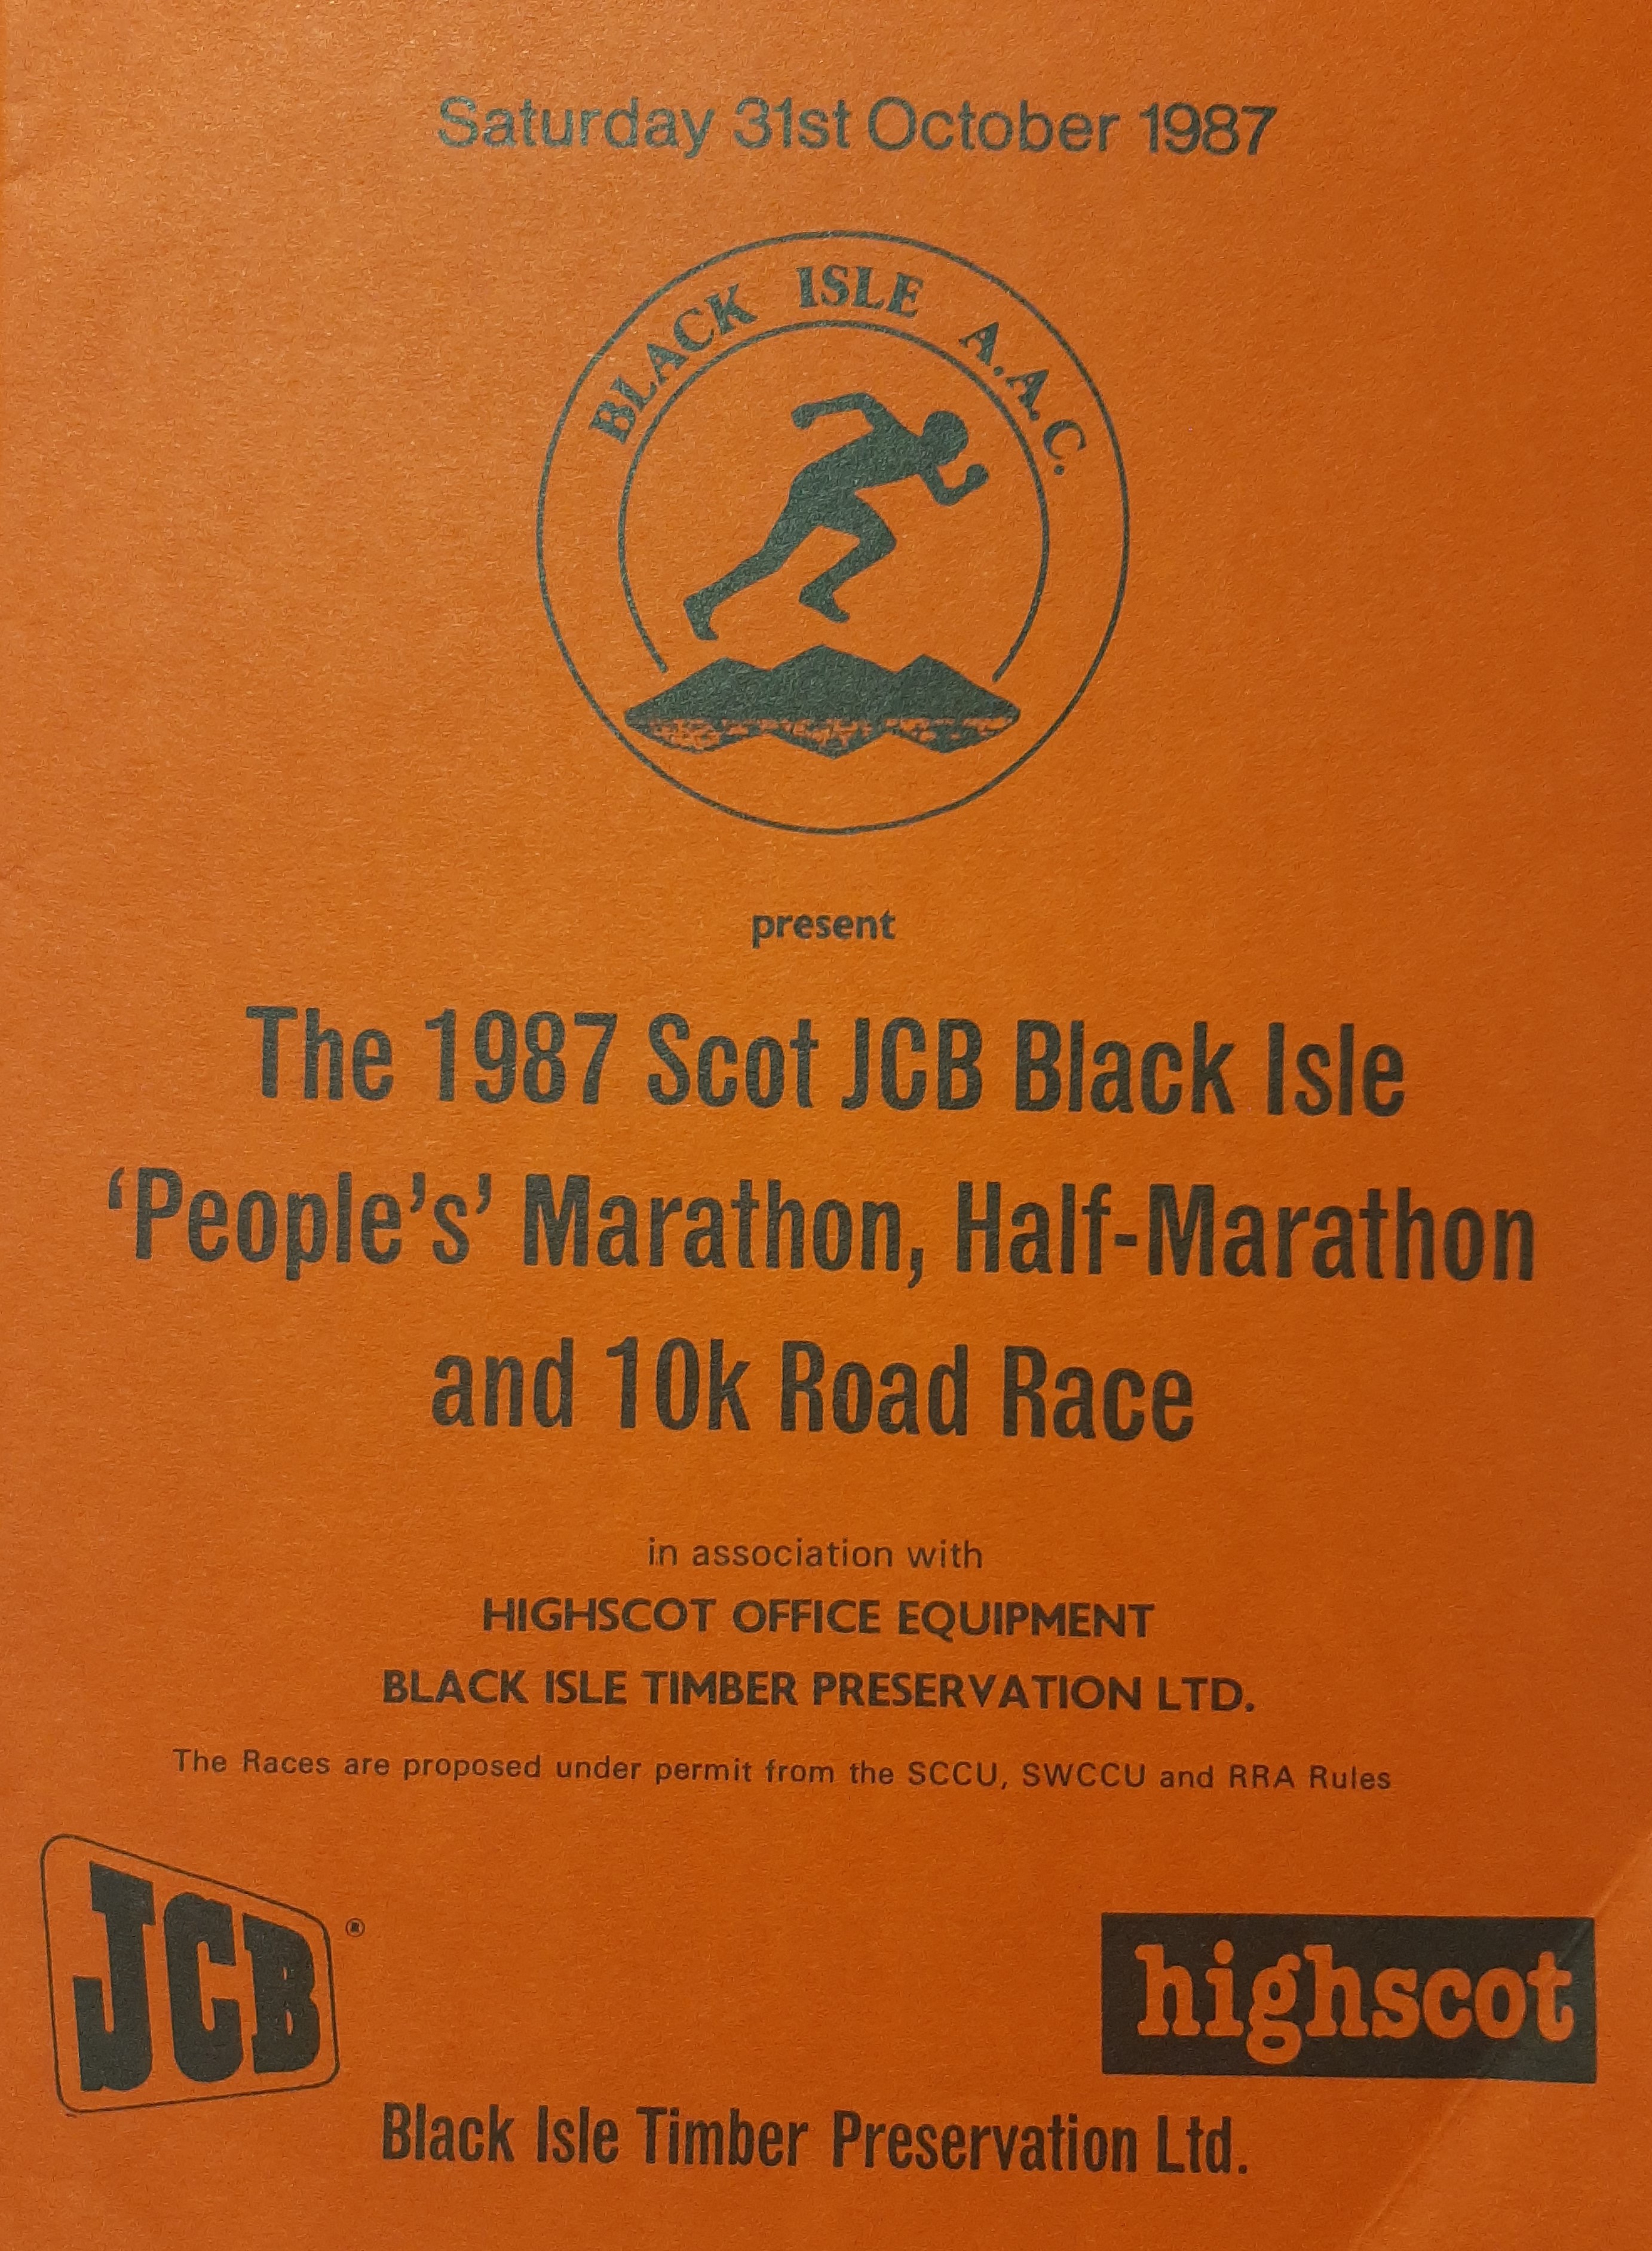 Saturday 31st October 1987
BLACK ISLE A.A.C.
present
The 1987 Scot JCB Black Isle
‘People’s’ Marathon, Half-Marathon
and 10k Road Race
in association with
HIGHSCOT OFFICE EQUIPMENT
BLACK ISLE TIMBER PRESERVATION LTD.
The Races are proposed under permit from the SCCU, SWCCU and RRA Rules
JCB ®
highscot
Black Isle Timber Preservation Ltd.